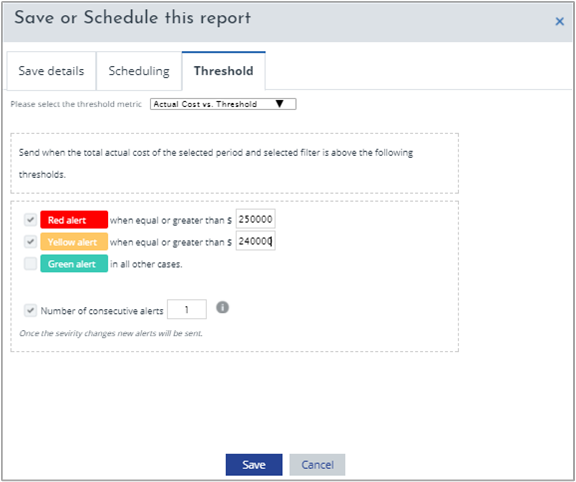 Save or Schedule this report
×
Save details Scheduling Threshold
Please select the threshold metric Actual Cost vs. Threshold ▼
Send when the total actual cost of the selected period and selected filter is above the following
thresholds.
Red alert when equal or greater than $ 250000
Yellow alert when equal or greater than $ 240000
Green alert in all other cases.
Number of consecutive alerts 1 i
Once the sevirity changes new alerts will be sent.
Save Cancel